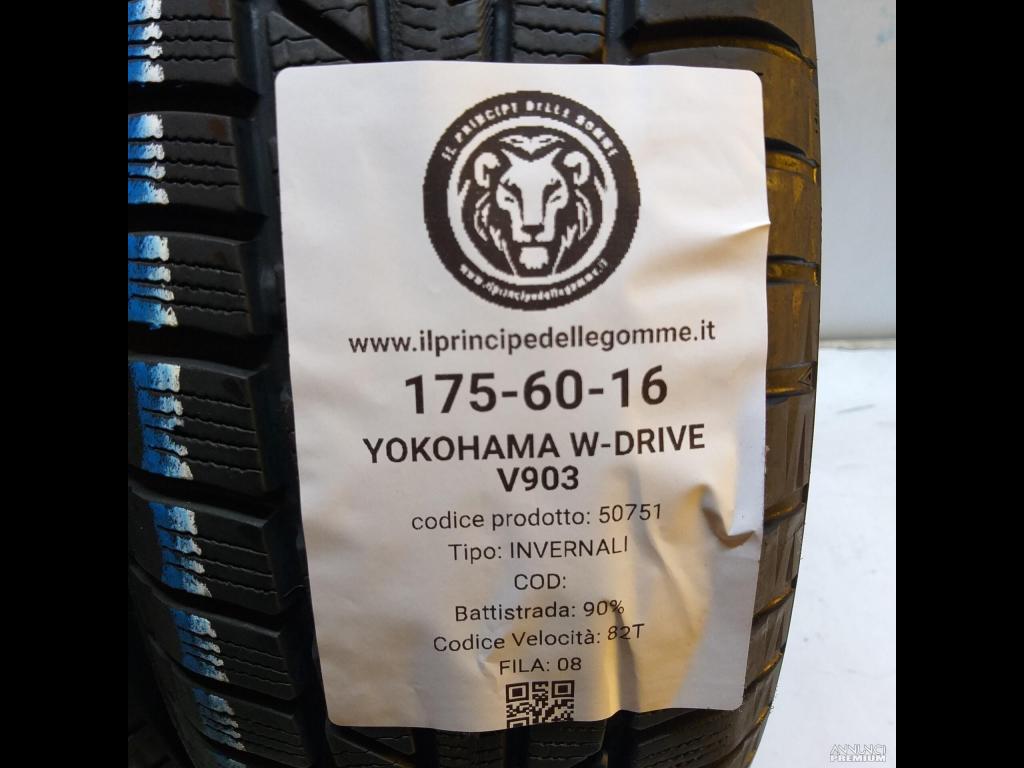 IL PRINCIPE DELLE GOMME
www.ilprincipedellegomme.it
www.ilprincipedellegomme.it
175-60-16
YOKOHAMA W-DRIVE
V903
codice prodotto: 50751
Tipo: INVERNALI
COD:
Battistrada: 90%
Codice Velocità: 82T
FILA: 08
ANNUNCI
PREMIUM